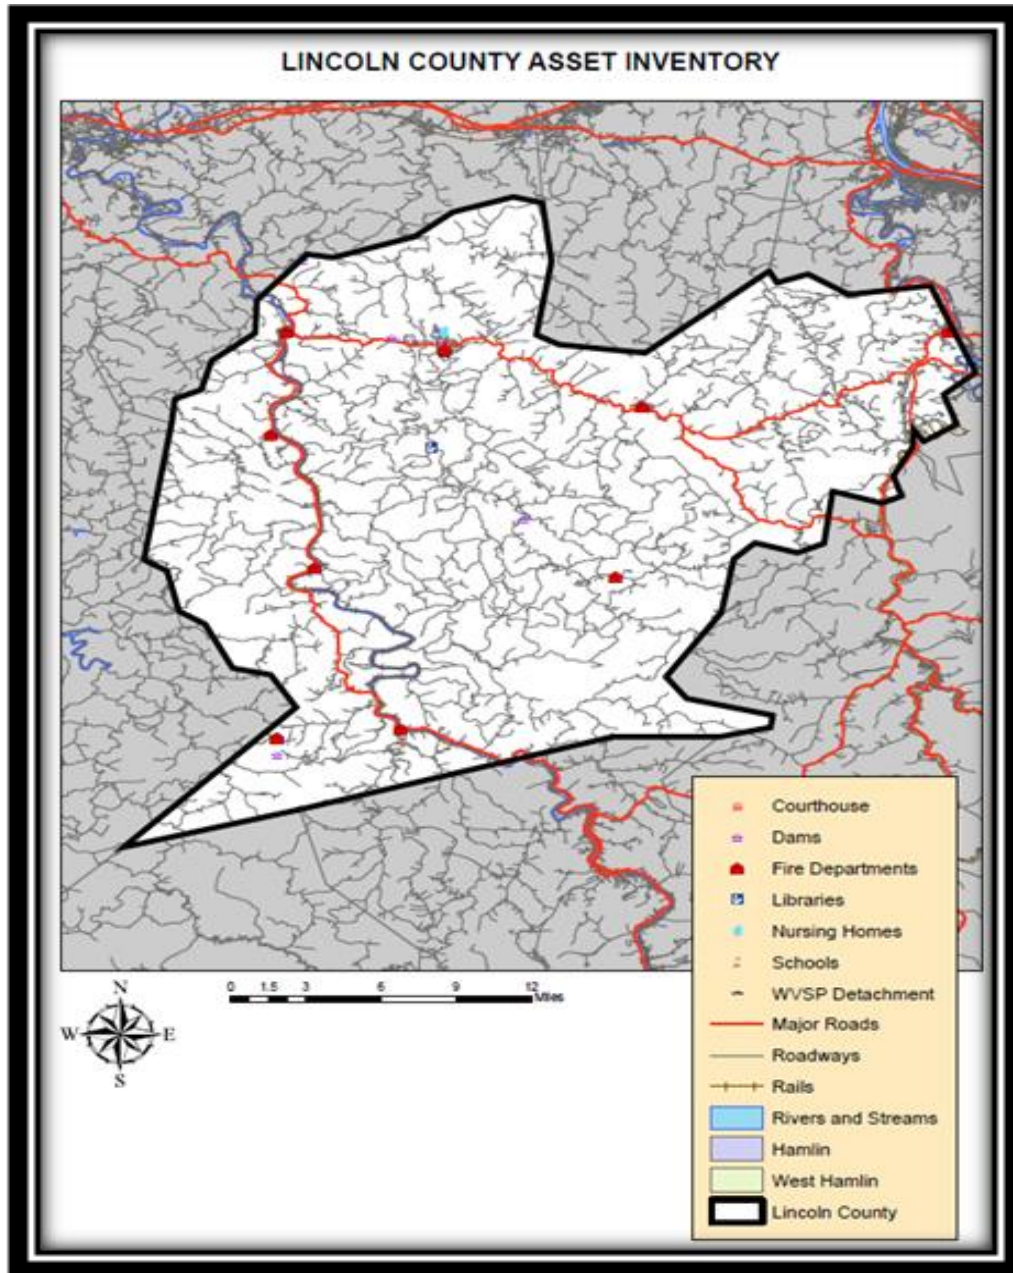 LINCOLN COUNTY ASSET INVENTORY
Courthouse
Dams
Fire Departments
Libraries
Nursing Homes
Schools
WVSP Detachment
Major Roads
Roadways
Rails
Rivers and Streams
Hamlin
West Hamlin
Lincoln County
N
W E
S
0 1.5 3 6 9 12
Miles